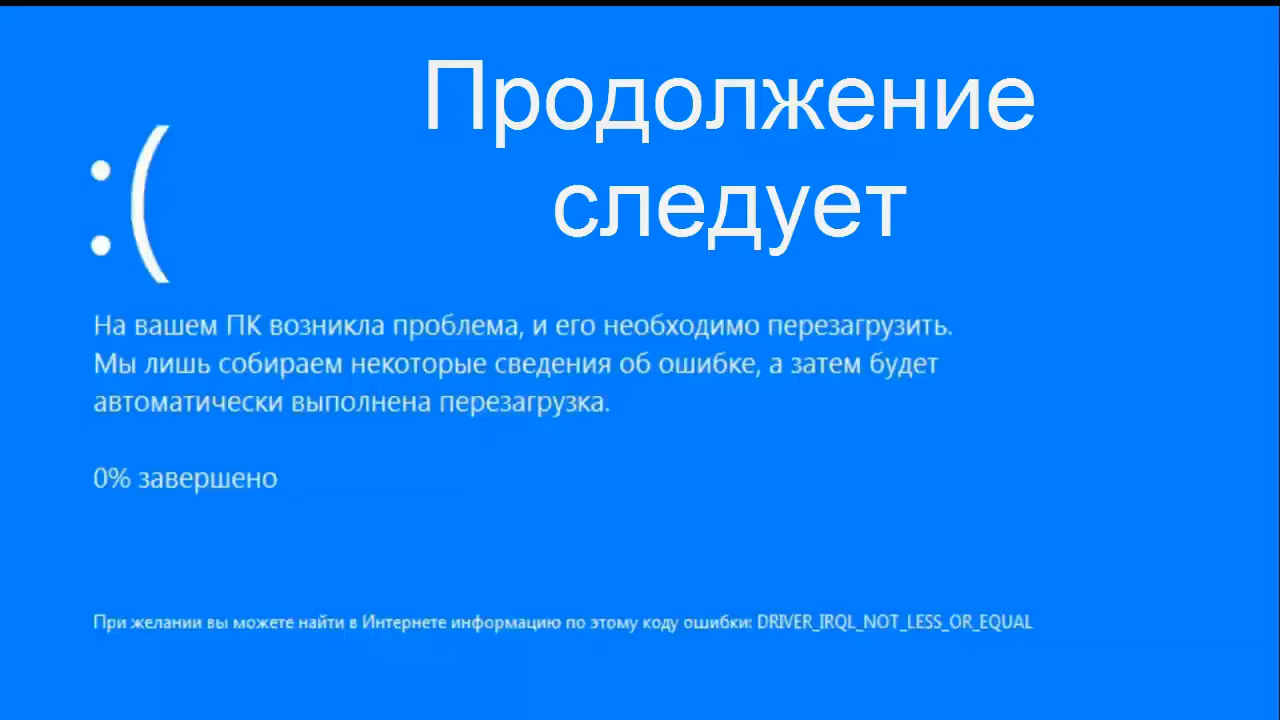 Продолжение
следует
:(
На вашем ПК возникла проблема, и его необходимо перезагрузить.
Мы лишь собираем некоторые сведения об ошибке, а затем будет
автоматически выполнена перезагрузка.
0% завершено
При желании вы можете найти в Интернете информацию по этому коду ошибки: DRIVER_IRQL_NOT_LESS_OR_EQUAL